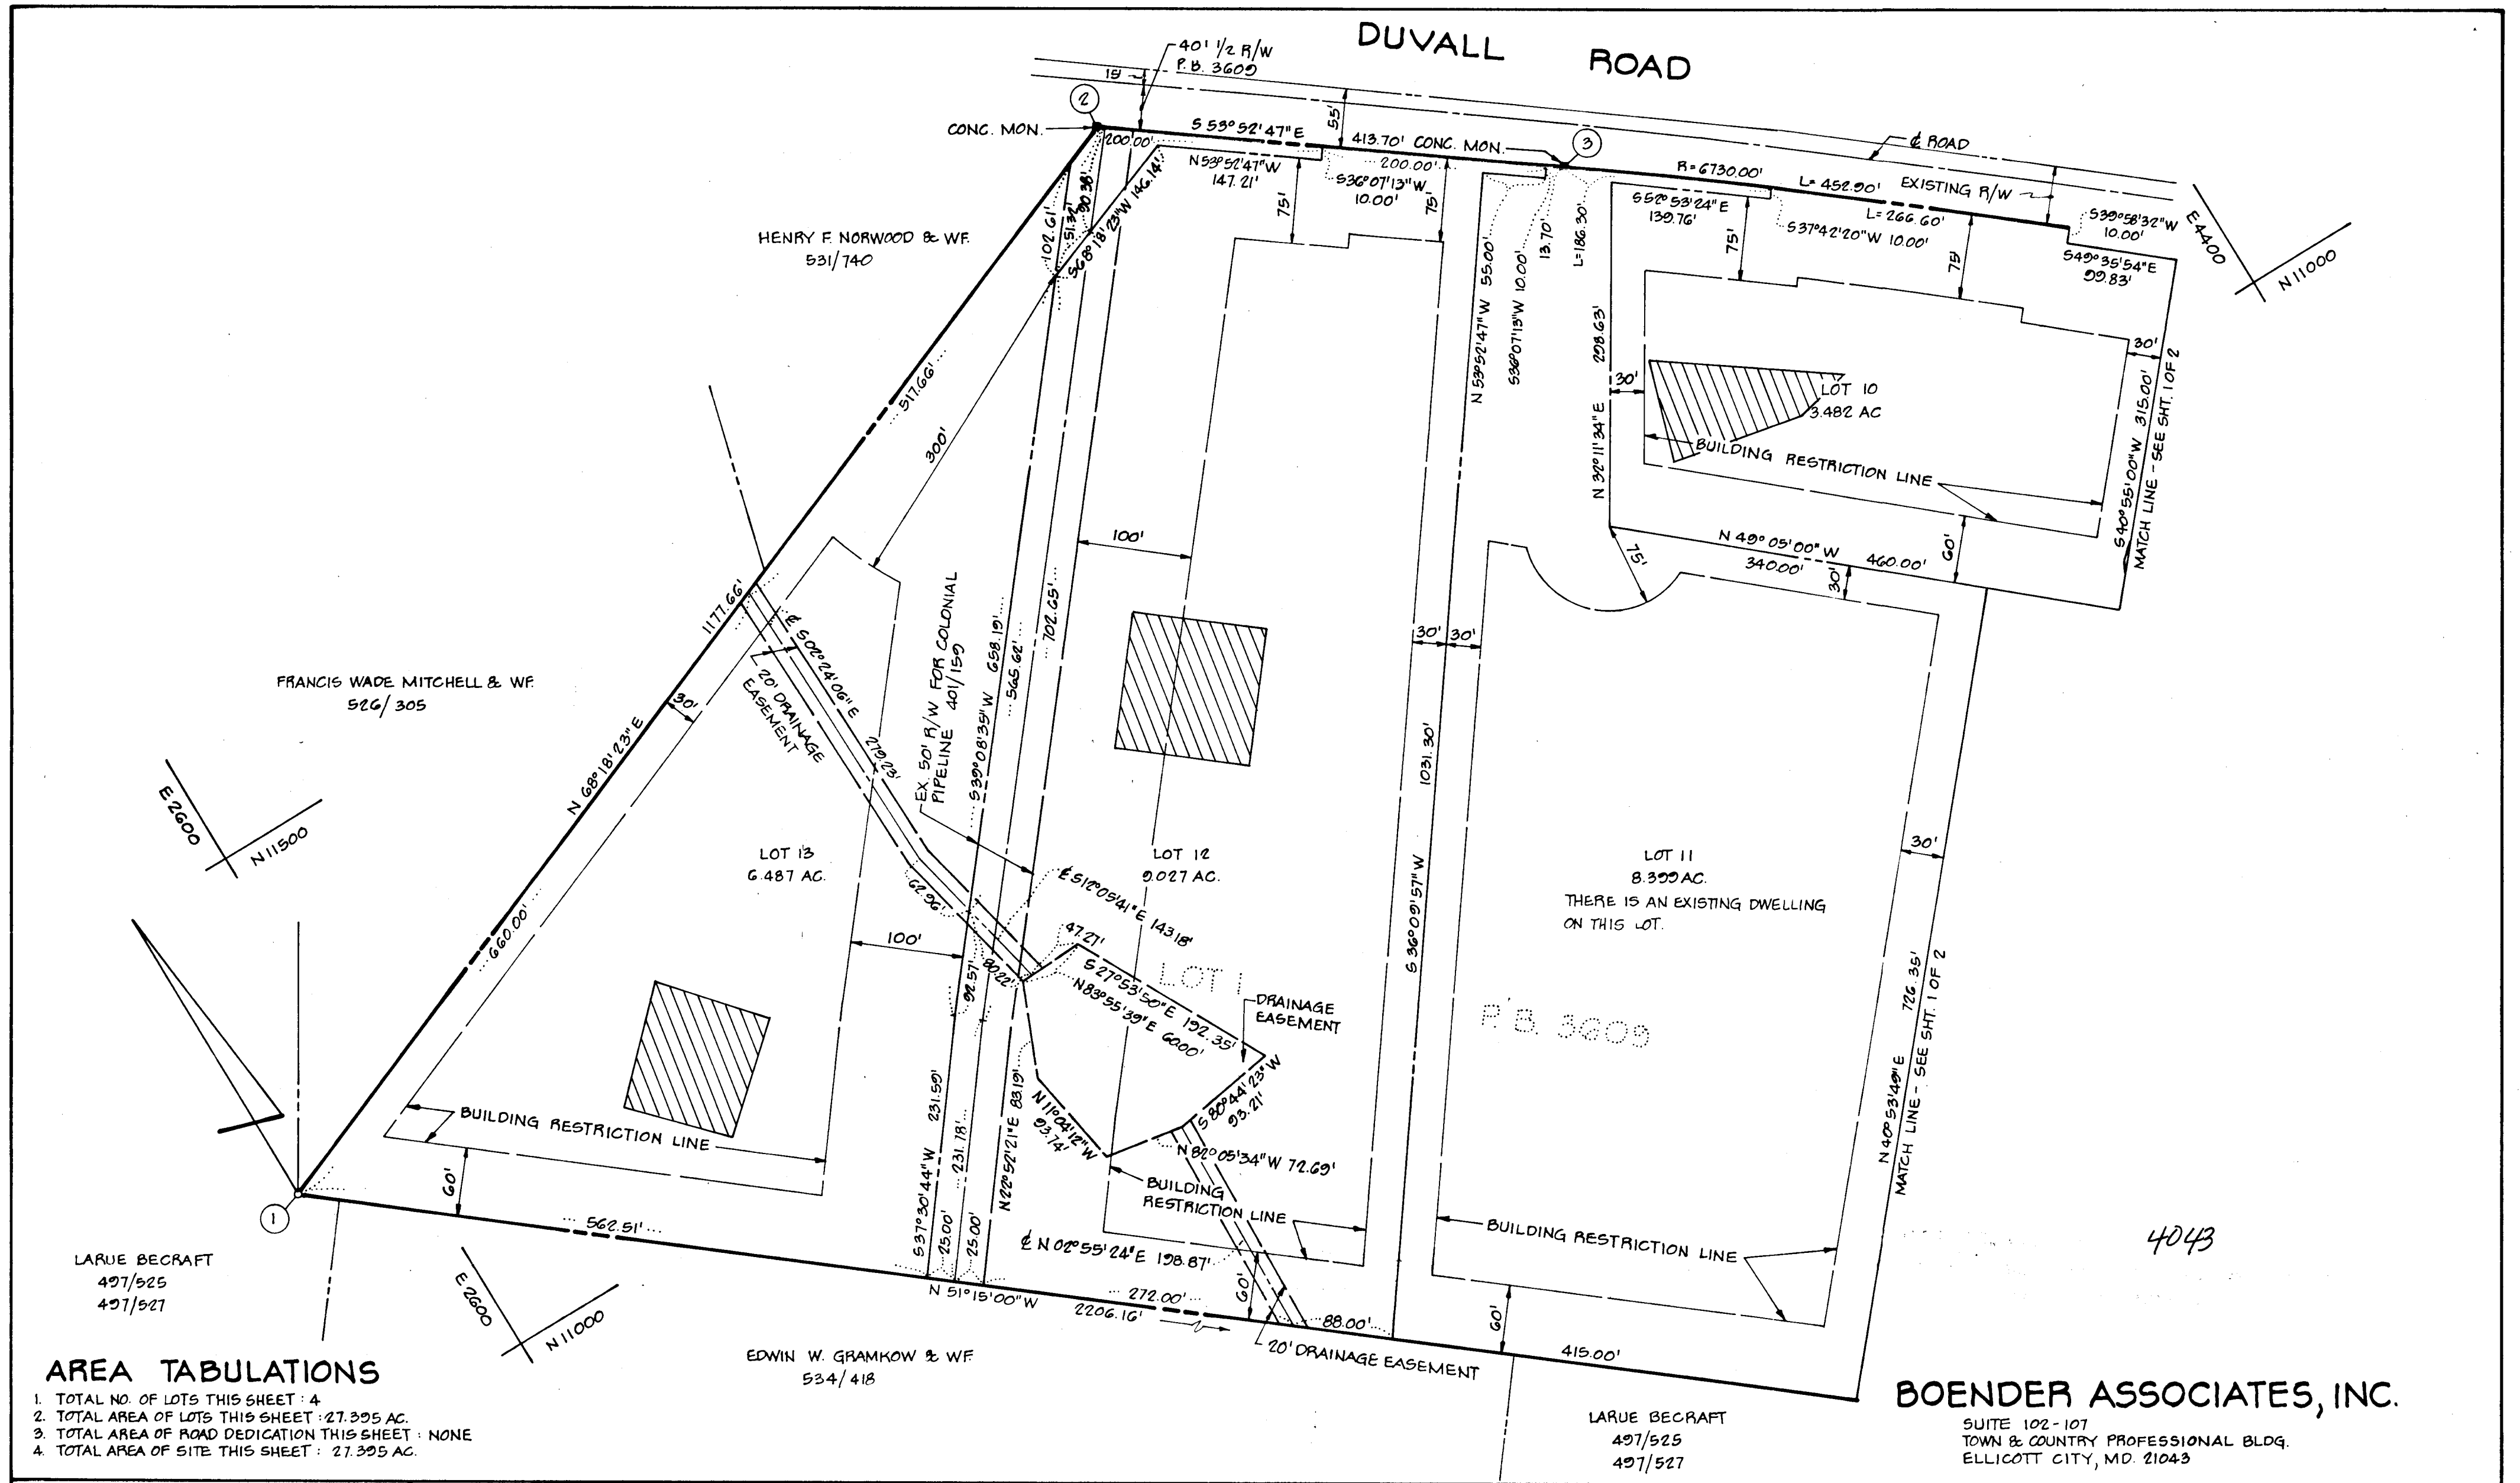 DUVALL ROAD
40' 1/2 R/W
P.B. 3609
15'
2
CONC. MON.
200.00'
S 53° 52' 47" E
55'
413.70'
CONC. MON.
3
℄ ROAD
N 53° 52' 47" W
147.21'
200.00'
S 36° 07' 13" W
10.00'
75'
75'
R = 6730.00'
L = 452.90'
EXISTING R/W
S 52° 53' 24" E
139.76'
L = 266.60'
S 37° 42' 20" W 10.00'
75'
75'
S 39° 58' 32" W
10.00'
S 49° 35' 54" E
99.83'
E 4400
N 11000
102.61'
51.32'
90.38'
S 68° 18' 23" W 146.14'
HENRY F. NORWOOD & WF.
531/740
N 53° 52' 47" W 55.00'
S 36° 07' 13" W 10.00'
13.70'
L = 186.30'
N 32° 11' 34" E 298.63'
30'
LOT 10
3.482 AC
BUILDING RESTRICTION LINE
30'
S 40° 55' 00" W 315.00'
MATCH LINE - SEE SHT. 1 OF 2
517.66'
300'
100'
N 49° 05' 00" W
340.00'
460.00'
60'
30'
75'
1177.66'
℄ S 02° 24' 06" E
279.23'
20' DRAINAGE
EASEMENT
EX. 50' R/W FOR COLONIAL
PIPELINE 401/159
S 39° 08' 35" W 658.19'
565.62'
702.65'
30'
30'
1031.30'
FRANCIS WADE MITCHELL & WF.
526/305
30'
N 68° 18' 23" E
E 2600
N 11500
LOT 13
6.487 AC.
LOT 12
9.027 AC.
LOT 11
8.399 AC.
THERE IS AN EXISTING DWELLING
ON THIS LOT.
30'
62.96'
℄ S 12° 05' 41" E 143.18'
S 36° 09' 57" W
660.00'
100'
92.57'
80.22'
47.27'
S 27° 53' 50" E 192.35'
N 83° 55' 39" E 60.00'
LOT 1
DRAINAGE
EASEMENT
P.B. 3609
N 40° 53' 49" E 726.35'
MATCH LINE - SEE SHT. 1 OF 2
BUILDING RESTRICTION LINE
60'
S 37° 30' 44" W 231.59'
231.78'
N 22° 52' 21" E 83.19'
N 11° 04' 12" W
93.74'
S 80° 44' 23" W
93.21'
N 82° 05' 34" W 72.69'
BUILDING
RESTRICTION LINE
BUILDING RESTRICTION LINE
4043
1
562.51'
25.00'
25.00'
℄ N 02° 55' 24" E 198.87'
60'
60'
N 51° 15' 00" W
2206.16'
272.00'
88.00'
415.00'
20' DRAINAGE EASEMENT
LARUE BECRAFT
497/525
497/527
E 2600
N 11000
EDWIN W. GRAMKOW & WF.
534/418
LARUE BECRAFT
497/525
497/527
AREA TABULATIONS
1. TOTAL NO. OF LOTS THIS SHEET : 4
2. TOTAL AREA OF LOTS THIS SHEET : 27.395 AC.
3. TOTAL AREA OF ROAD DEDICATION THIS SHEET : NONE
4. TOTAL AREA OF SITE THIS SHEET : 27.395 AC.
BOENDER ASSOCIATES, INC.
SUITE 102-107
TOWN & COUNTRY PROFESSIONAL BLDG.
ELLICOTT CITY, MD. 21043